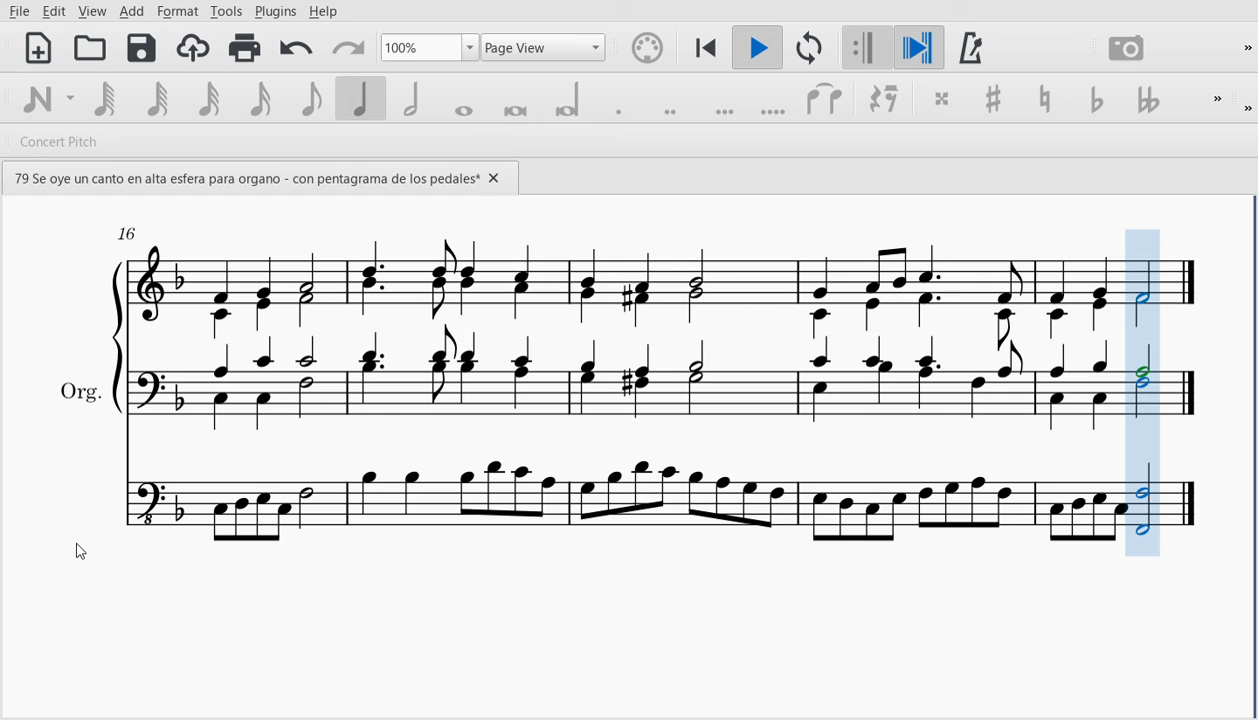 File Edit View Add Format Tools Plugins Help
100% Page View »
» »
Concert Pitch
79 Se oye un canto en alta esfera para organo - con pentagrama de los pedales* ×
16
Org.
8